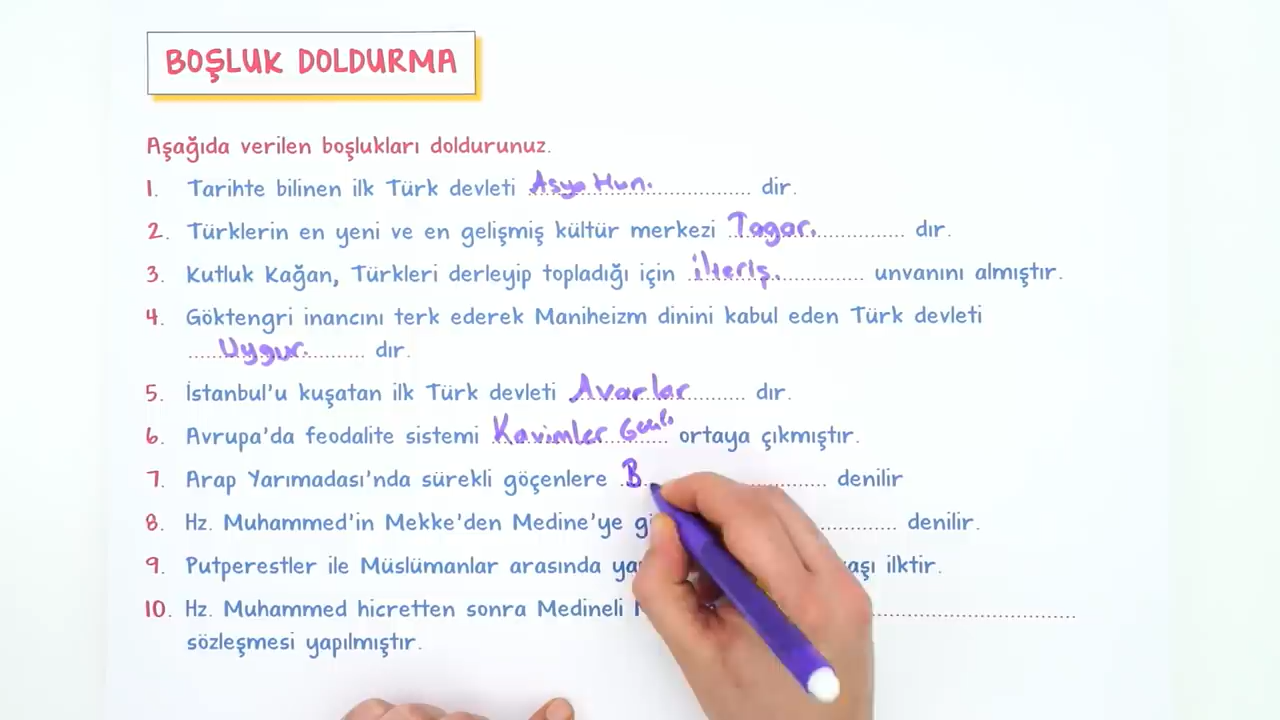 BOŞLUK DOLDURMA
Aşağıda verilen boşlukları doldurunuz.
1. Tarihte bilinen ilk Türk devleti Asya Hun. dir.
2. Türklerin en yeni ve en gelişmiş kültür merkezi Tagar. dır.
3. Kutluk Kağan, Türkleri derleyip topladığı için ilteriş. unvanını almıştır.
4. Göktengri inancını terk ederek Maniheizm dinini kabul eden Türk devleti
Uygur. dır.
5. İstanbul'u kuşatan ilk Türk devleti Avarlar dır.
6. Avrupa'da feodalite sistemi Kavimler ortaya çıkmıştır.
7. Arap Yarımadası'nda sürekli göçenlere B denilir
8. Hz. Muhammed'in Mekke'den Medine'ye denilir.
9. Putperestler ile Müslümanlar arasında ilktir.
10. Hz. Muhammed hicretten sonra Medineli
sözleşmesi yapılmıştır.